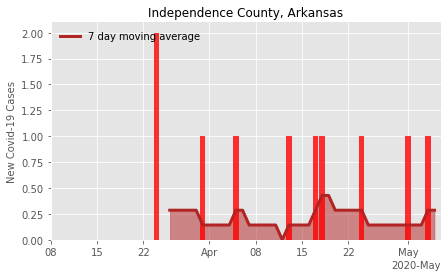 Independence County, Arkansas
7 day moving average
New Covid-19 Cases
2.00
1.75
1.50
1.25
1.00
0.75
0.50
0.25
0.00
08 15 22 Apr 08 15 22 May
2020-May